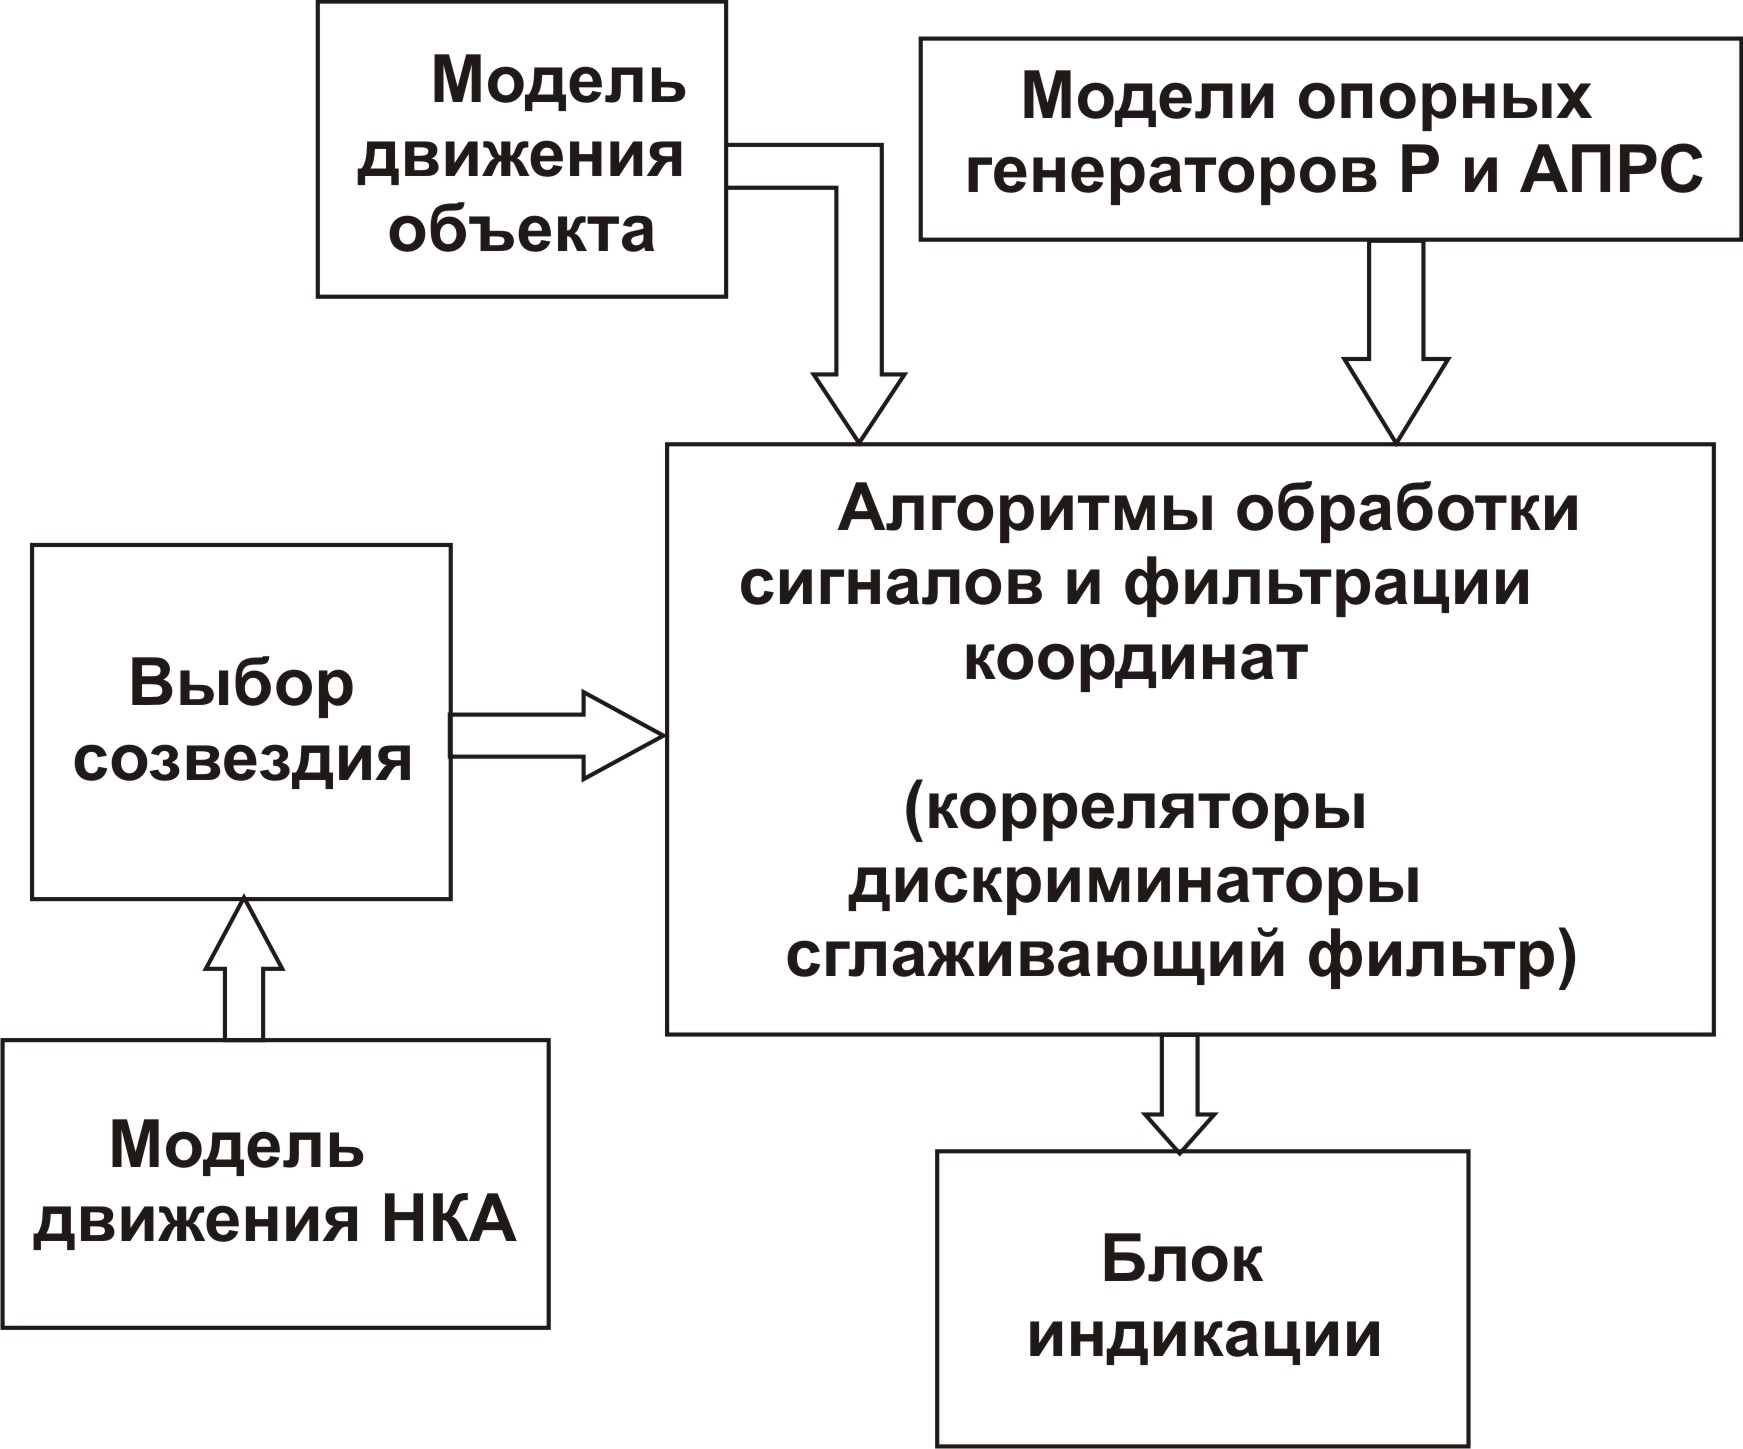 Модель
движения
объекта
Модели опорных
генераторов Р и АПРС
Алгоритмы обработки
сигналов и фильтрации
координат
(корреляторы
дискриминаторы
сглаживающий фильтр)
Выбор
созвездия
Модель
движения НКА
Блок
индикации